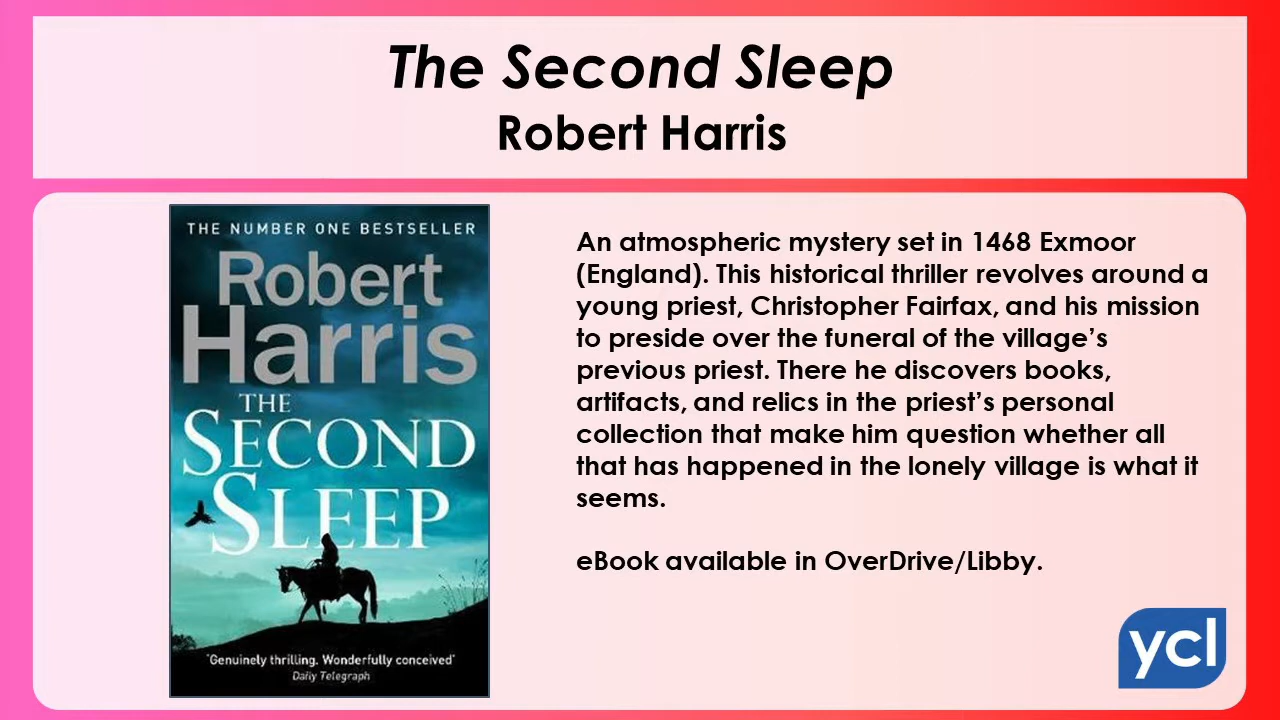 The Second Sleep
Robert Harris
THE NUMBER ONE BESTSELLER
Robert
Harris
THE
SECOND
SLEEP
'Genuinely thrilling. Wonderfully conceived'
Daily Telegraph
An atmospheric mystery set in 1468 Exmoor
(England). This historical thriller revolves around a
young priest, Christopher Fairfax, and his mission
to preside over the funeral of the village’s
previous priest. There he discovers books,
artifacts, and relics in the priest’s personal
collection that make him question whether all
that has happened in the lonely village is what it
seems.
eBook available in OverDrive/Libby.
ycl